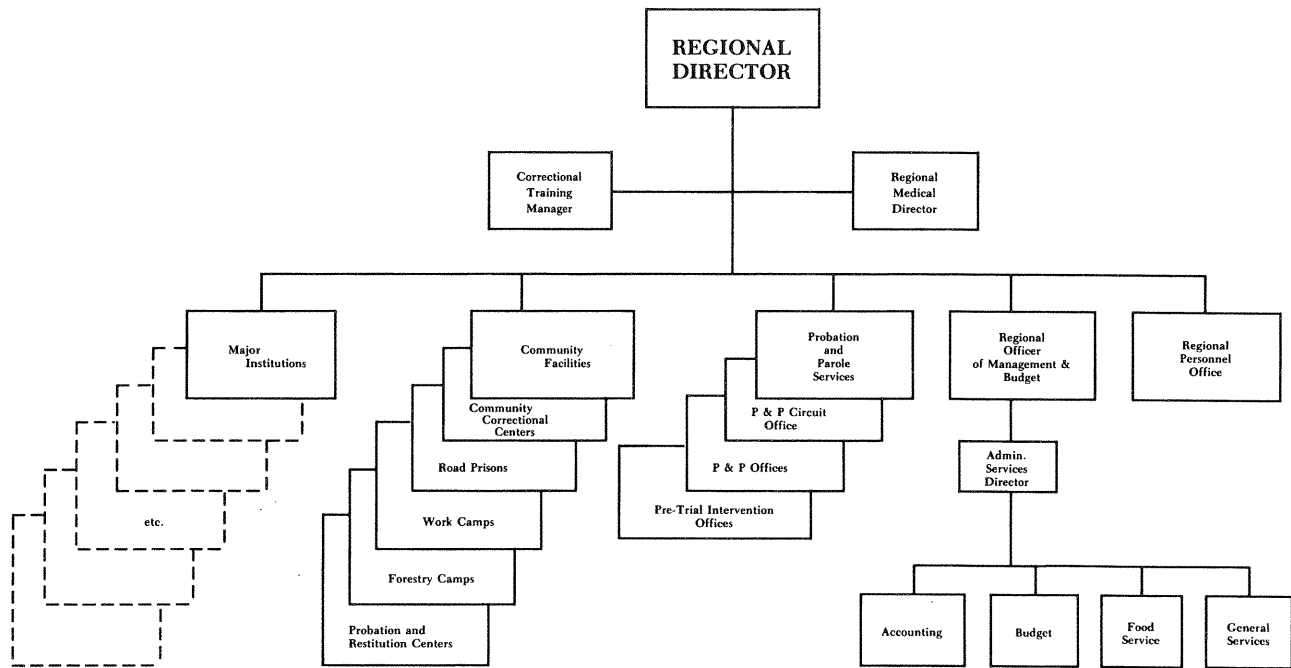 REGIONAL
DIRECTOR
Correctional
Training
Manager
Regional
Medical
Director
Major
Institutions
etc.
Community
Facilities
Community
Correctional
Centers
Road Prisons
Work Camps
Forestry Camps
Probation and
Restitution Centers
Probation
and
Parole
Services
P & P Circuit
Office
P & P Offices
Pre-Trial Intervention
Offices
Regional
Officer
of Management &
Budget
Admin.
Services
Director
Accounting
Budget
Food
Service
General
Services
Regional
Personnel
Office